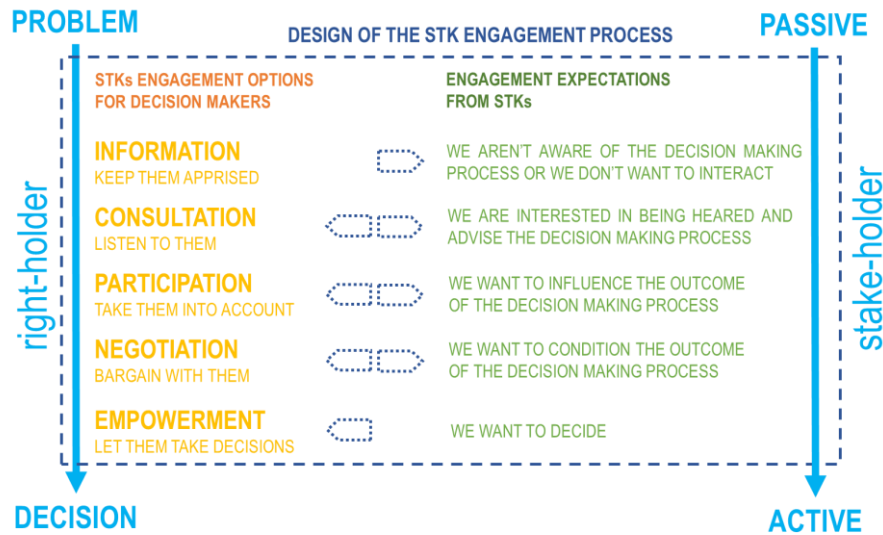 PROBLEM
PASSIVE
DESIGN OF THE STK ENGAGEMENT PROCESS
STKs ENGAGEMENT OPTIONS
FOR DECISION MAKERS
ENGAGEMENT EXPECTATIONS
FROM STKs
INFORMATION
KEEP THEM APPRISED
WE AREN'T AWARE OF THE DECISION MAKING
PROCESS OR WE DON'T WANT TO INTERACT
CONSULTATION
LISTEN TO THEM
WE ARE INTERESTED IN BEING HEARED AND
ADVISE THE DECISION MAKING PROCESS
PARTICIPATION
TAKE THEM INTO ACCOUNT
WE WANT TO INFLUENCE THE OUTCOME
OF THE DECISION MAKING PROCESS
NEGOTIATION
BARGAIN WITH THEM
WE WANT TO CONDITION THE OUTCOME
OF THE DECISION MAKING PROCESS
EMPOWERMENT
LET THEM TAKE DECISIONS
WE WANT TO DECIDE
right-holder
stake-holder
DECISION
ACTIVE